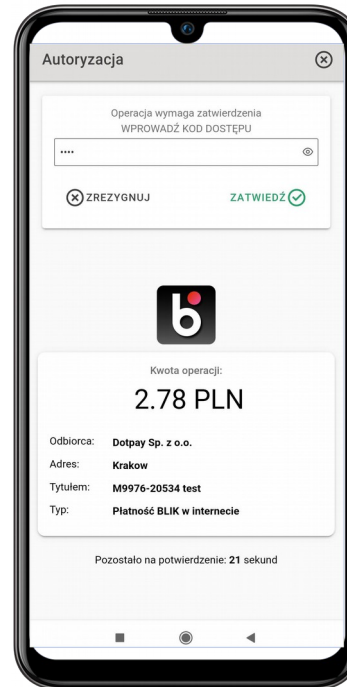 Autoryzacja
Operacja wymaga zatwierdzenia
WPROWADŹ KOD DOSTĘPU
••••
ZREZYGNUJ ZATWIEDŹ
b
Kwota operacji:
2.78 PLN
Odbiorca: Dotpay Sp. z o.o.
Adres: Krakow
Tytułem: M9976-20534 test
Typ: Płatność BLIK w internecie
Pozostało na potwierdzenie: 21 sekund